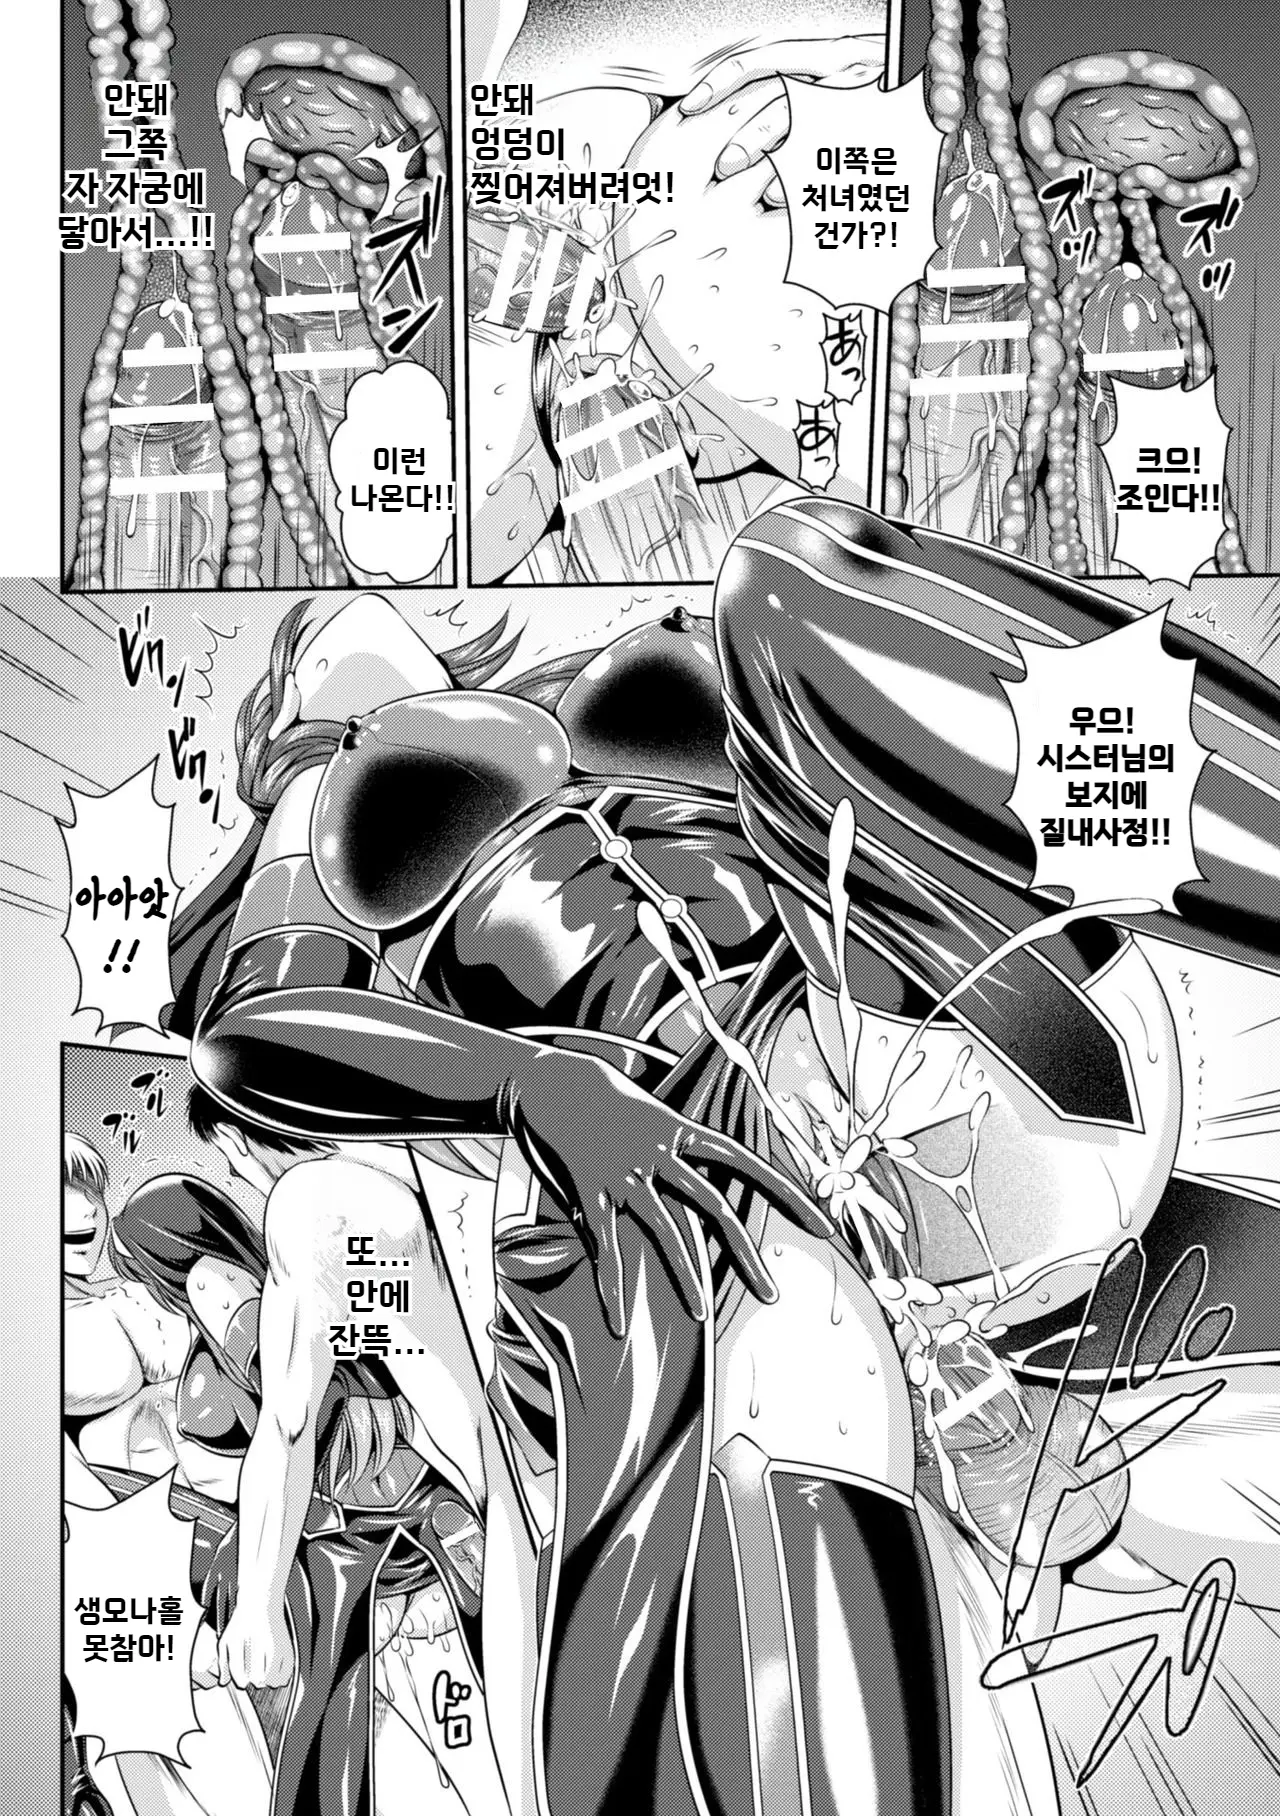 크으!
조인다!!
이쪽은
처녀였던
건가?!
안돼
엉덩이
찢어져버려엇!
あっ
あっ
안돼
그쪽
자 자궁에
닿아서...!!
이런
나온다!!
우으!
시스터님의
보지에
질내사정!!
아아앗
!!
또...
안에
잔뜩...
생오나홀
못참아!